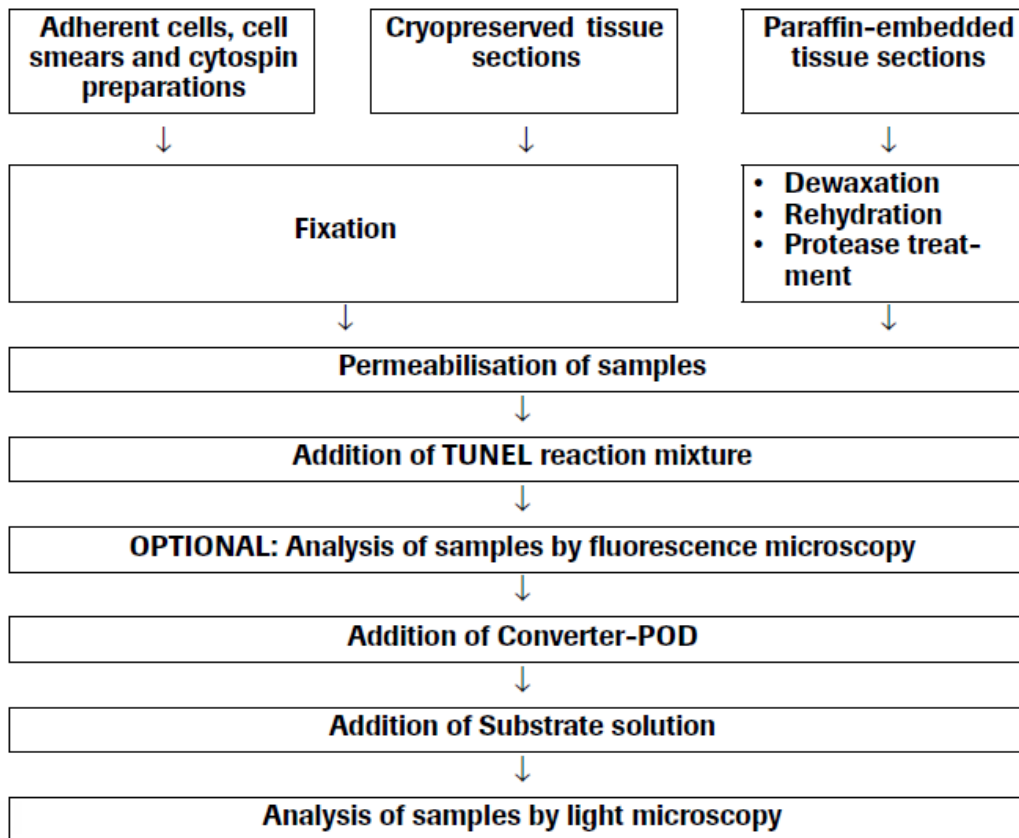 Adherent cells, cell
smears and cytospin
preparations
Cryopreserved tissue
sections
Paraffin-embedded
tissue sections
↓ ↓ ↓
Fixation
• Dewaxation
• Rehydration
• Protease treat-
ment
↓ ↓
Permeabilisation of samples
↓
Addition of TUNEL reaction mixture
↓
OPTIONAL: Analysis of samples by fluorescence microscopy
↓
Addition of Converter-POD
↓
Addition of Substrate solution
↓
Analysis of samples by light microscopy